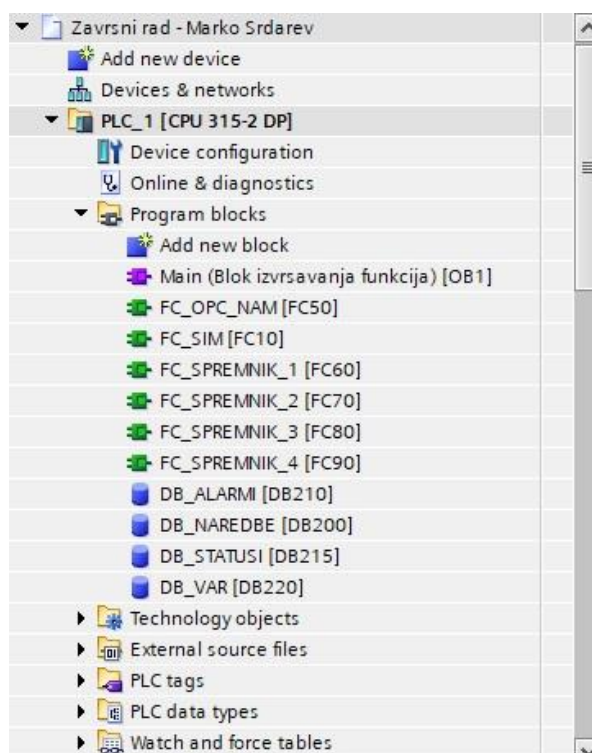 Zavrsni rad - Marko Srdarev
Add new device
Devices & networks
PLC_1 [CPU 315-2 DP]
Device configuration
Online & diagnostics
Program blocks
Add new block
Main (Blok izvrsavanja funkcija) [OB1]
FC_OPC_NAM [FC50]
FC_SIM [FC10]
FC_SPREMNIK_1 [FC60]
FC_SPREMNIK_2 [FC70]
FC_SPREMNIK_3 [FC80]
FC_SPREMNIK_4 [FC90]
DB_ALARMI [DB210]
DB_NAREDBE [DB200]
DB_STATUSI [DB215]
DB_VAR [DB220]
Technology objects
External source files
PLC tags
PLC data types
Watch and force tables